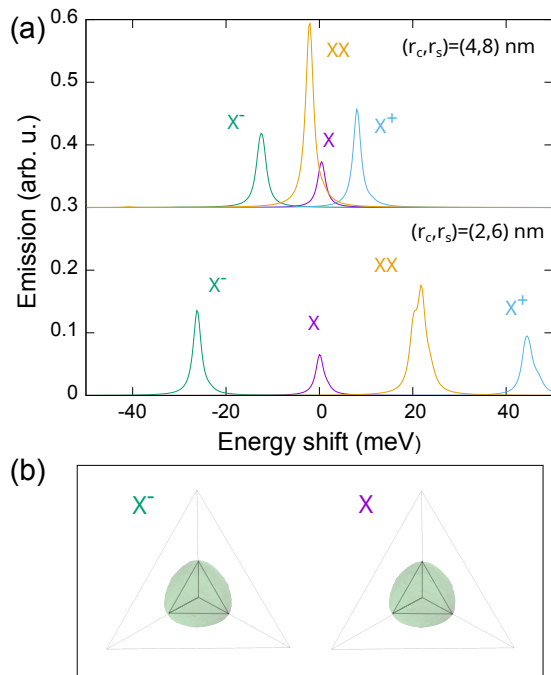 (a)
0.6
0.5
0.4
0.3
0.2
0.1
0
Emission (arb. u.)
(r_c,r_s)=(4,8) nm
XX
X⁻
X
X⁺
(r_c,r_s)=(2,6) nm
X⁻
X
XX
X⁺
-40 -20 0 20 40
Energy shift (meV)
(b)
X⁻ X